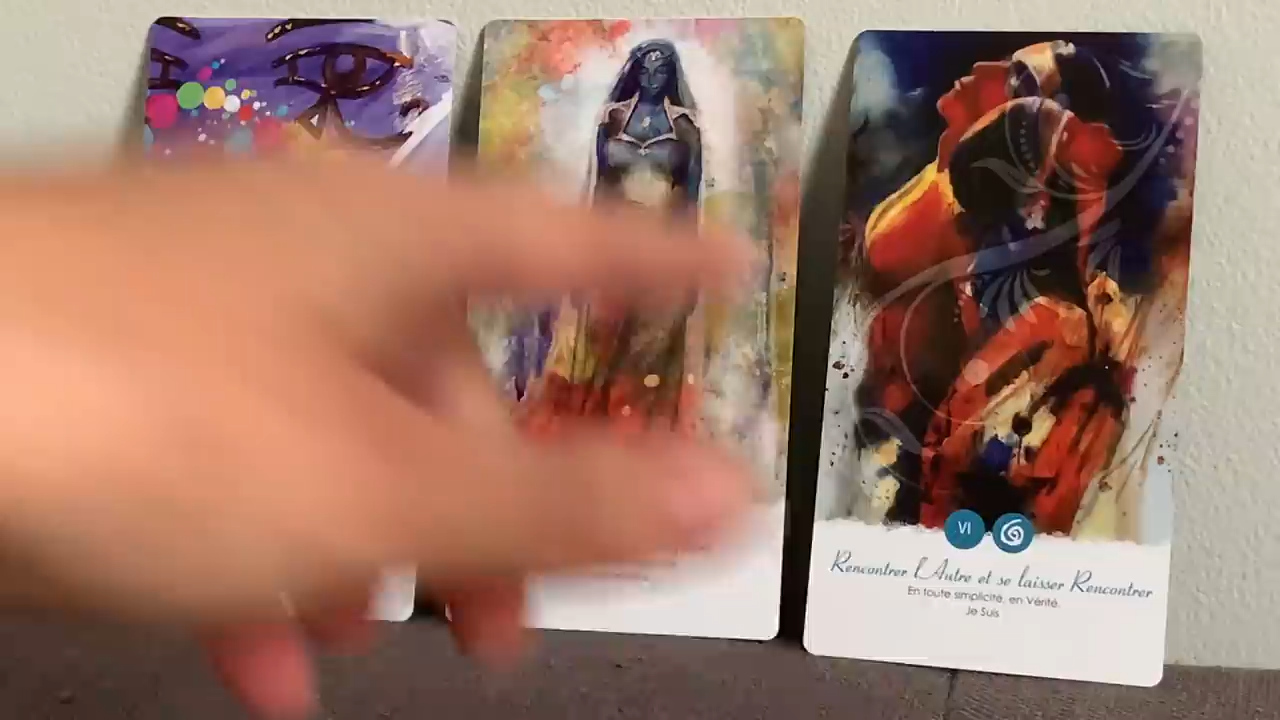 VI
Rencontrer l'Autre et se laisser Rencontrer
En toute simplicité, en Vérité.
Je Suis